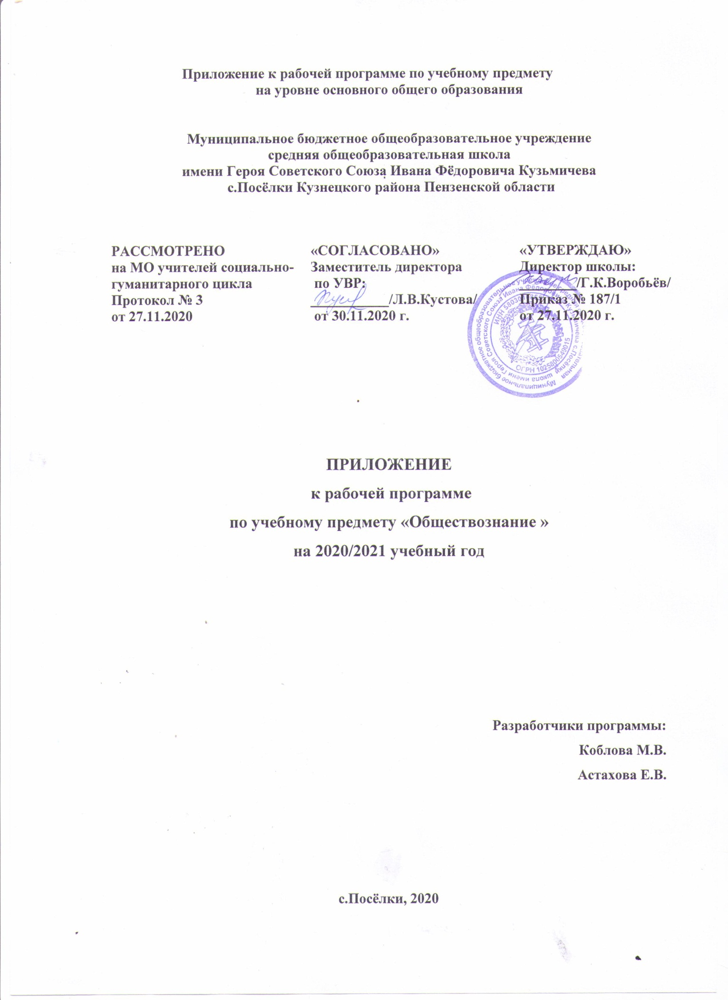 Приложение к рабочей программе по учебному предмету
на уровне основного общего образования
Муниципальное бюджетное общеобразовательное учреждение
средняя общеобразовательная школа
имени Героя Советского Союза Ивана Фёдоровича Кузьмичева
с.Посёлки Кузнецкого района Пензенской области
РАССМОТРЕНО
на МО учителей социально-
гуманитарного цикла
Протокол № 3
от 27.11.2020
«СОГЛАСОВАНО»
Заместитель директора
по УВР:
____________/Л.В.Кустова/
от 30.11.2020 г.
«УТВЕРЖДАЮ»
Директор школы:
_________/Г.К.Воробьёв/
Приказ № 187/1
от 27.11.2020 г.
Муниципальное бюджетное общеобразовательное учреждение средняя
школа имени Героя Советского Союза Ивана Фёдоровича Кузьмичева с.Посёлки
ОГРН 1025800549015
ПРИЛОЖЕНИЕ
к рабочей программе
по учебному предмету «Обществознание »
на 2020/2021 учебный год
Разработчики программы:
Коблова М.В.
Астахова Е.В.
с.Посёлки, 2020